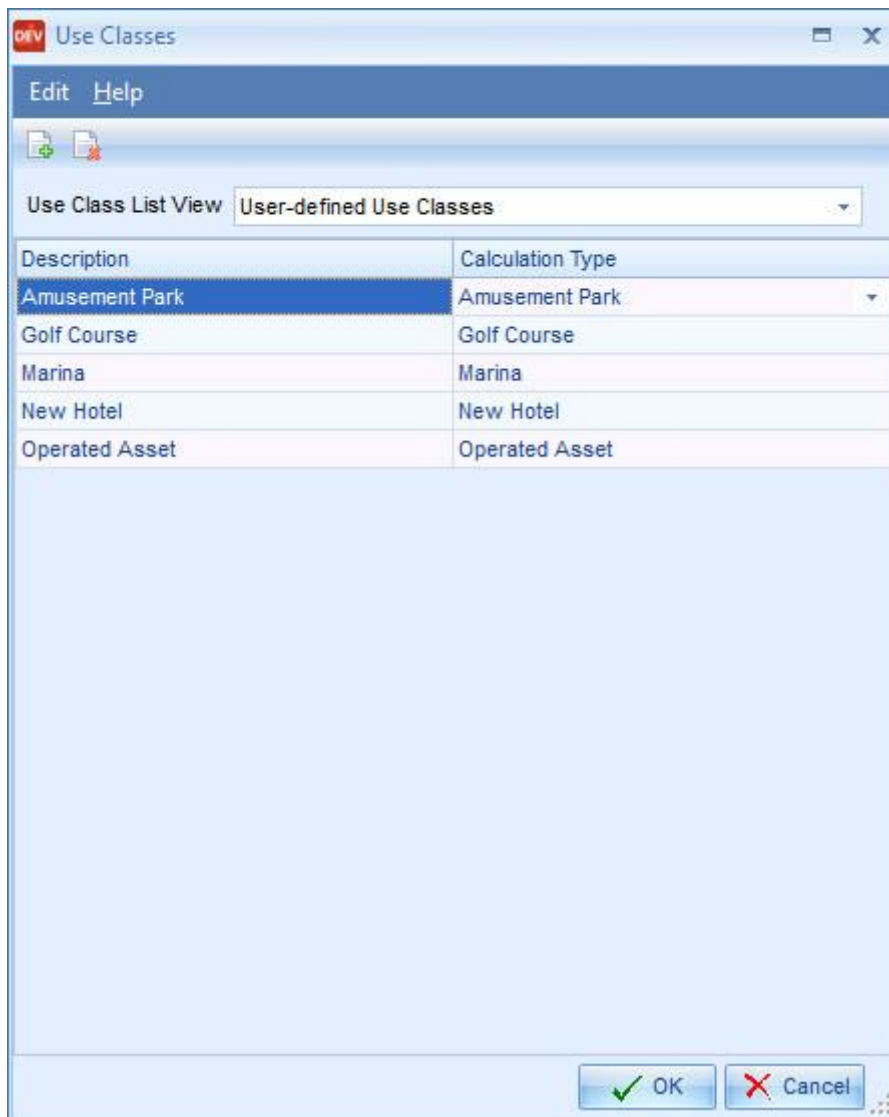 DEV Use Classes
Edit Help
Use Class List View User-defined Use Classes
Description Calculation Type
Amusement Park Amusement Park
Golf Course Golf Course
Marina Marina
New Hotel New Hotel
Operated Asset Operated Asset
OK Cancel